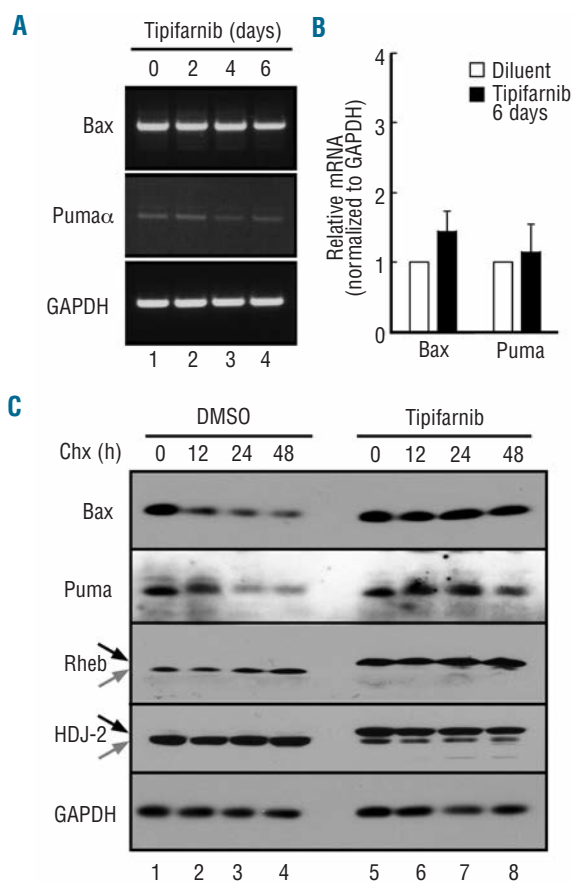 A
Tipifarnib (days)
0 2 4 6
Bax
Pumaα
GAPDH
1 2 3 4
B
Relative mRNA
(normalized to GAPDH)
4
3
2
1
0
Diluent
Tipifarnib
6 days
Bax Puma
C
DMSO Tipifarnib
Chx (h) 0 12 24 48 0 12 24 48
Bax
Puma
Rheb
HDJ-2
GAPDH
1 2 3 4 5 6 7 8